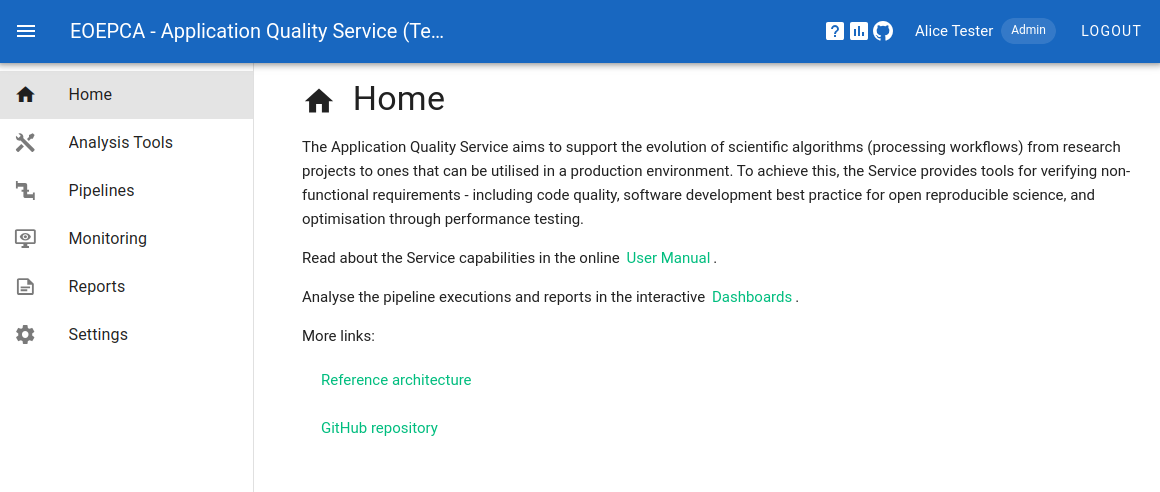 EOEPCA - Application Quality Service (Te…
Alice Tester
Admin
LOGOUT
Home
Analysis Tools
Pipelines
Monitoring
Reports
Settings
Home
The Application Quality Service aims to support the evolution of scientific algorithms (processing workflows) from research
projects to ones that can be utilised in a production environment. To achieve this, the Service provides tools for verifying non-
functional requirements - including code quality, software development best practice for open reproducible science, and
optimisation through performance testing.
Read about the Service capabilities in the online User Manual .
Analyse the pipeline executions and reports in the interactive Dashboards .
More links:
Reference architecture
GitHub repository